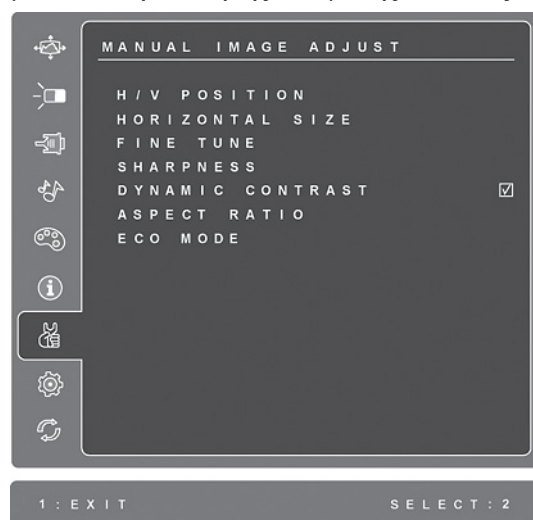 MANUAL IMAGE ADJUST
H/V POSITION
HORIZONTAL SIZE
FINE TUNE
SHARPNESS
DYNAMIC CONTRAST
ASPECT RATIO
ECO MODE
1:EXIT SELECT:2